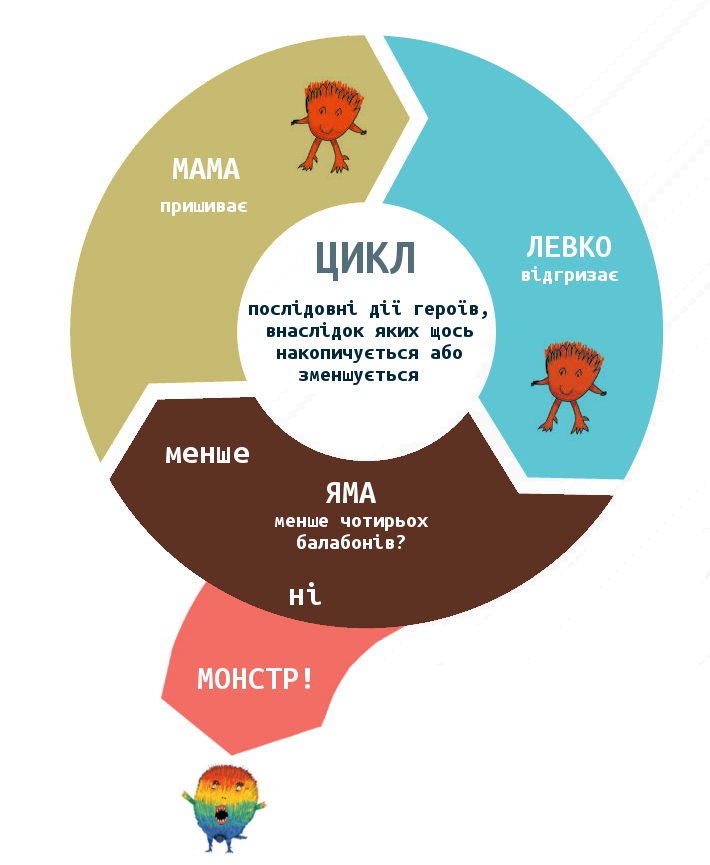 МАМА
пришиває
ЛЕВКО
відгризає
ЦИКЛ
послідовні дії героїв,
внаслідок яких щось
накопичується або
зменшується
менше
ЯМА
менше чотирьох
балабонів?
ні
МОНСТР!